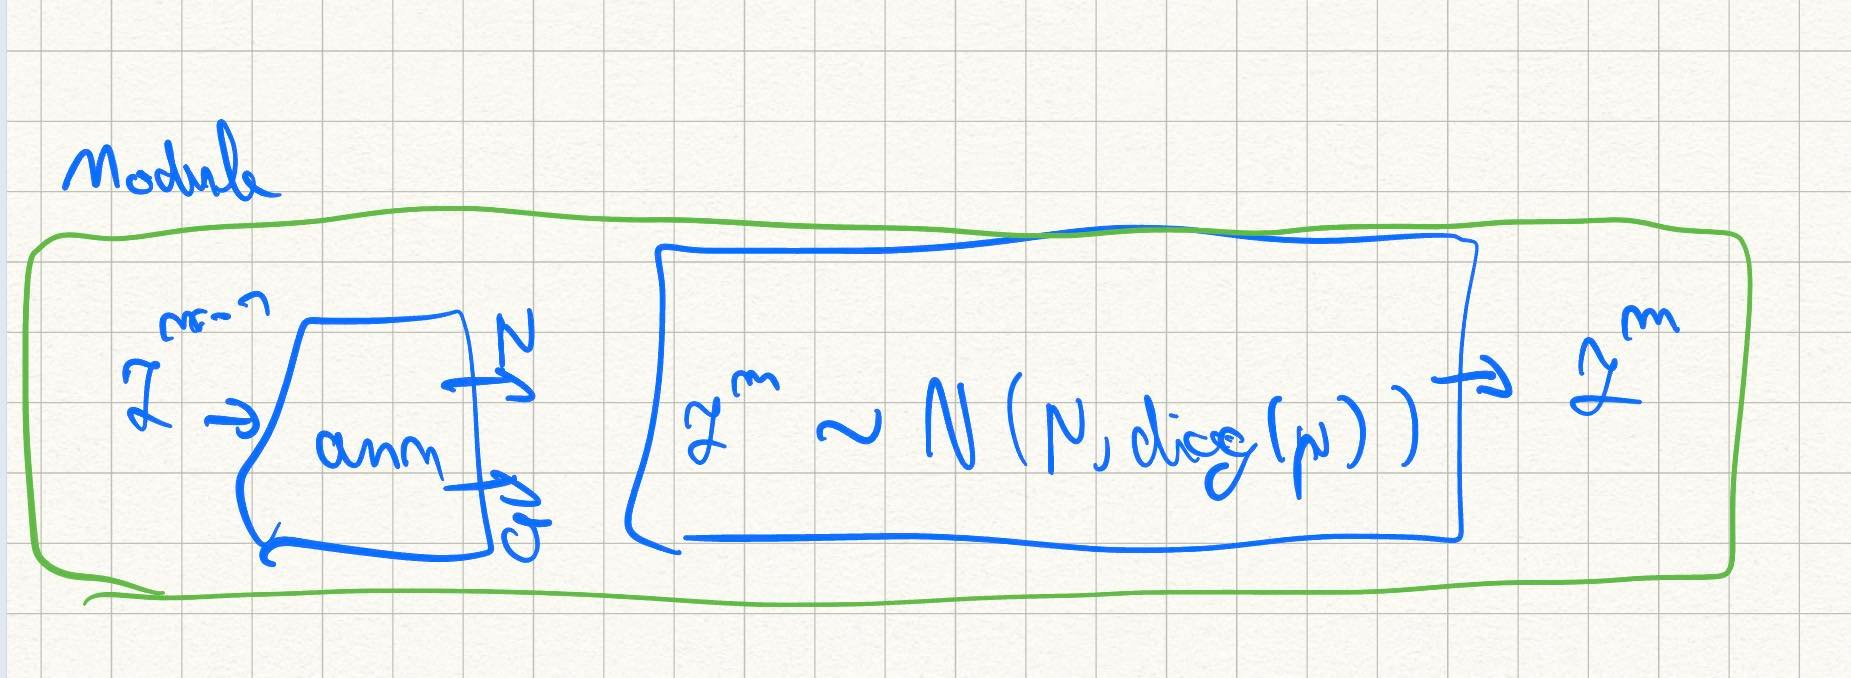 Module
z^{m-1} → ann → μ
→ σ
z^m ~ N(μ, diag(μ)) → z^m